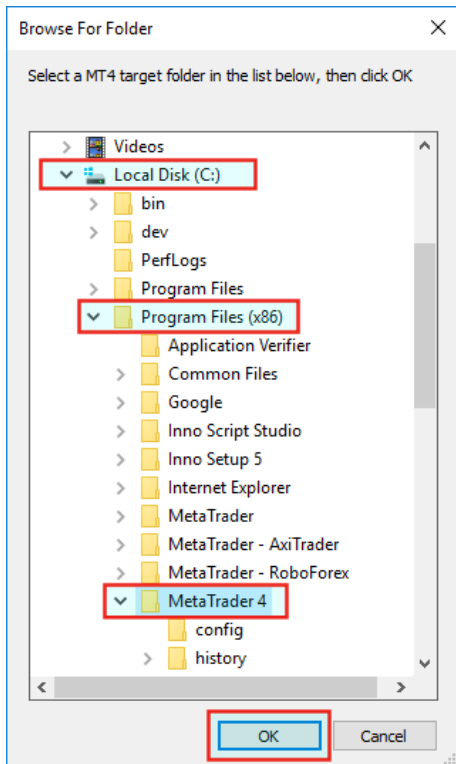 Browse For Folder
Select a MT4 target folder in the list below, then click OK
Videos
Local Disk (C:)
bin
dev
PerfLogs
Program Files
Program Files (x86)
Application Verifier
Common Files
Google
Inno Script Studio
Inno Setup 5
Internet Explorer
MetaTrader
MetaTrader - AxiTrader
MetaTrader - RoboForex
MetaTrader 4
config
history
OK Cancel